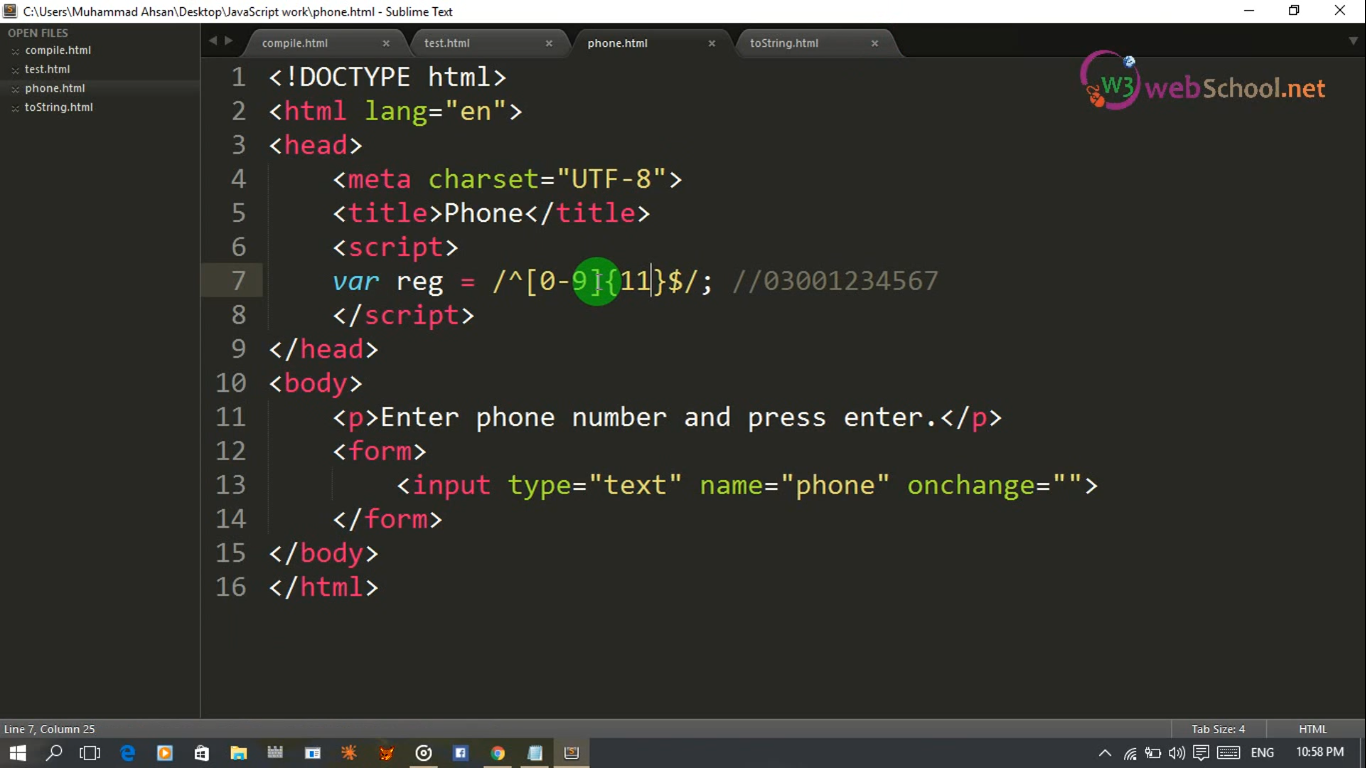 C:\Users\Muhammad Ahsan\Desktop\JavaScript work\phone.html - Sublime Text
OPEN FILES
compile.html
test.html
phone.html
toString.html
compile.html test.html phone.html toString.html
W3 webSchool.net
1 <!DOCTYPE html>
2 <html lang="en">
3 <head>
4 <meta charset="UTF-8">
5 <title>Phone</title>
6 <script>
7 var reg = /^[0-9]{11}$/; //03001234567
8 </script>
9 </head>
10 <body>
11 <p>Enter phone number and press enter.</p>
12 <form>
13 <input type="text" name="phone" onchange="">
14 </form>
15 </body>
16 </html>
Line 7, Column 25 Tab Size: 4 HTML
ENG 10:58 PM